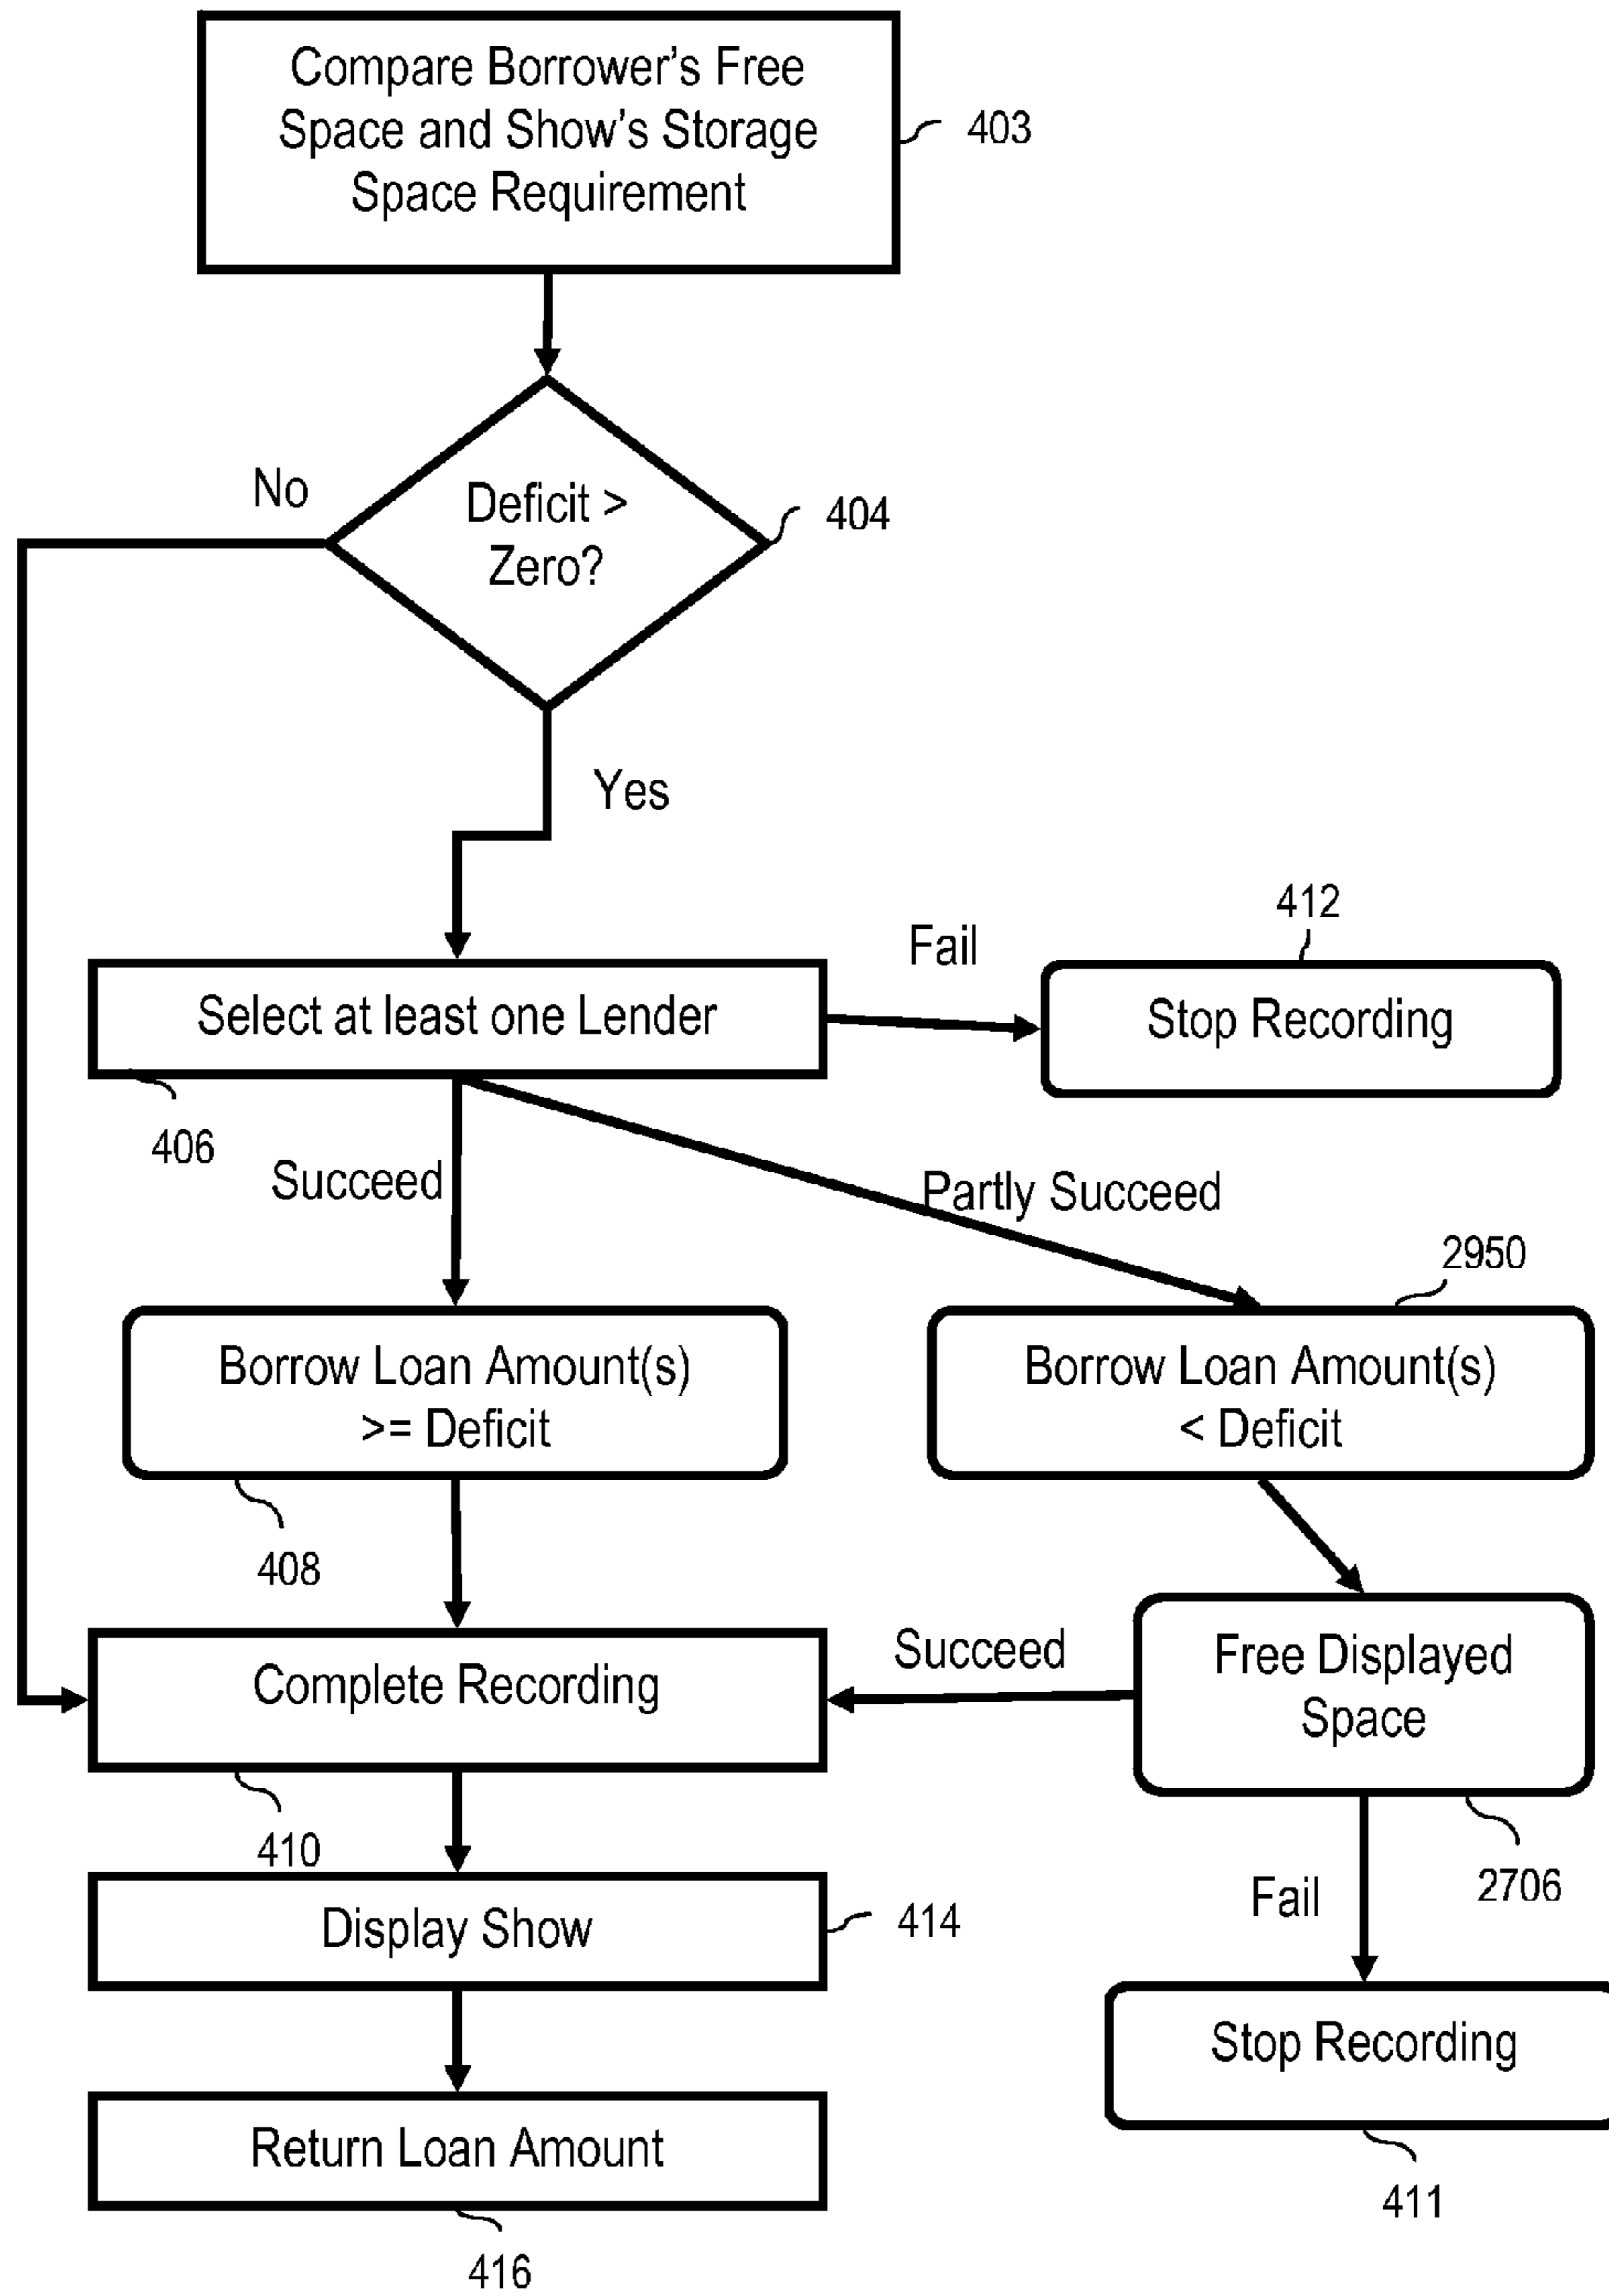 Compare Borrower's Free
Space and Show's Storage
Space Requirement
403
No
Deficit >
Zero?
404
Yes
Select at least one Lender
406
Fail
412
Stop Recording
Succeed
Partly Succeed
2950
Borrow Loan Amount(s)
>= Deficit
408
Borrow Loan Amount(s)
< Deficit
Complete Recording
410
Succeed
Free Displayed
Space
2706
Fail
Display Show
414
Stop Recording
411
Return Loan Amount
416